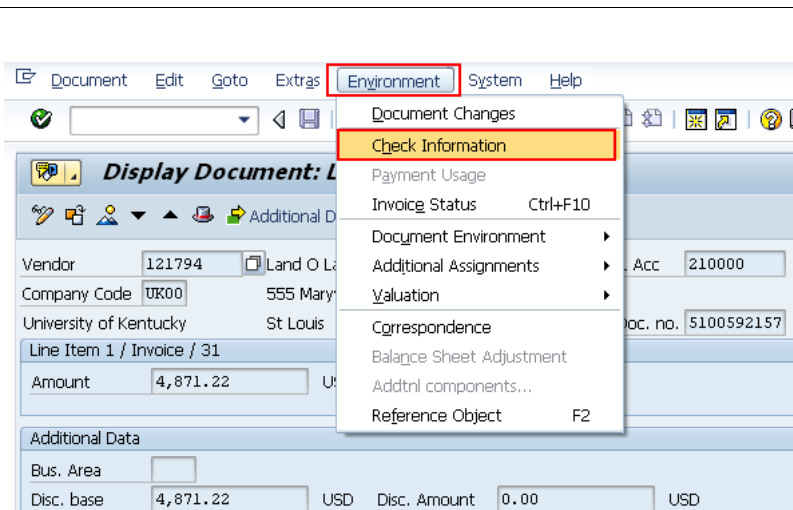 Document Edit Goto Extras Environment System Help
Document Changes
Check Information
Display Document: L
Payment Usage
Invoice Status Ctrl+F10
Additional D
Document Environment
Vendor 121794 Land O La Additional Assignments . Acc 210000
Company Code UK00 555 Mary Valuation
University of Kentucky St Louis Correspondence Doc. no. 5100592157
Line Item 1 / Invoice / 31
Balance Sheet Adjustment
Amount 4,871.22 US Addtnl components...
Reference Object F2
Additional Data
Bus. Area
Disc. base 4,871.22 USD Disc. Amount 0.00 USD